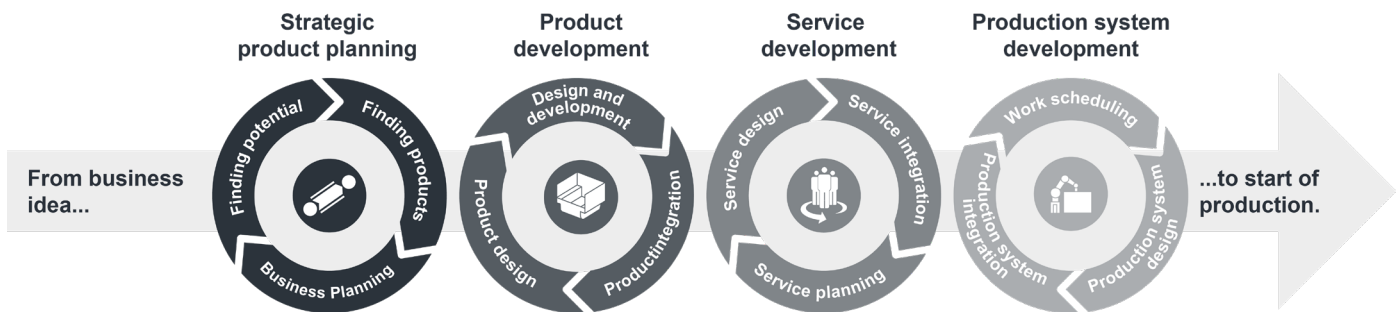 Strategic
product planning
Product
development
Service
development
Production system
development
From business
idea...
Finding potential
Finding products
Business Planning
Design and
development
Productintegration
Product design
Service design
Service integration
Service planning
Work scheduling
Production system
design
Production system
integration
...to start of
production.